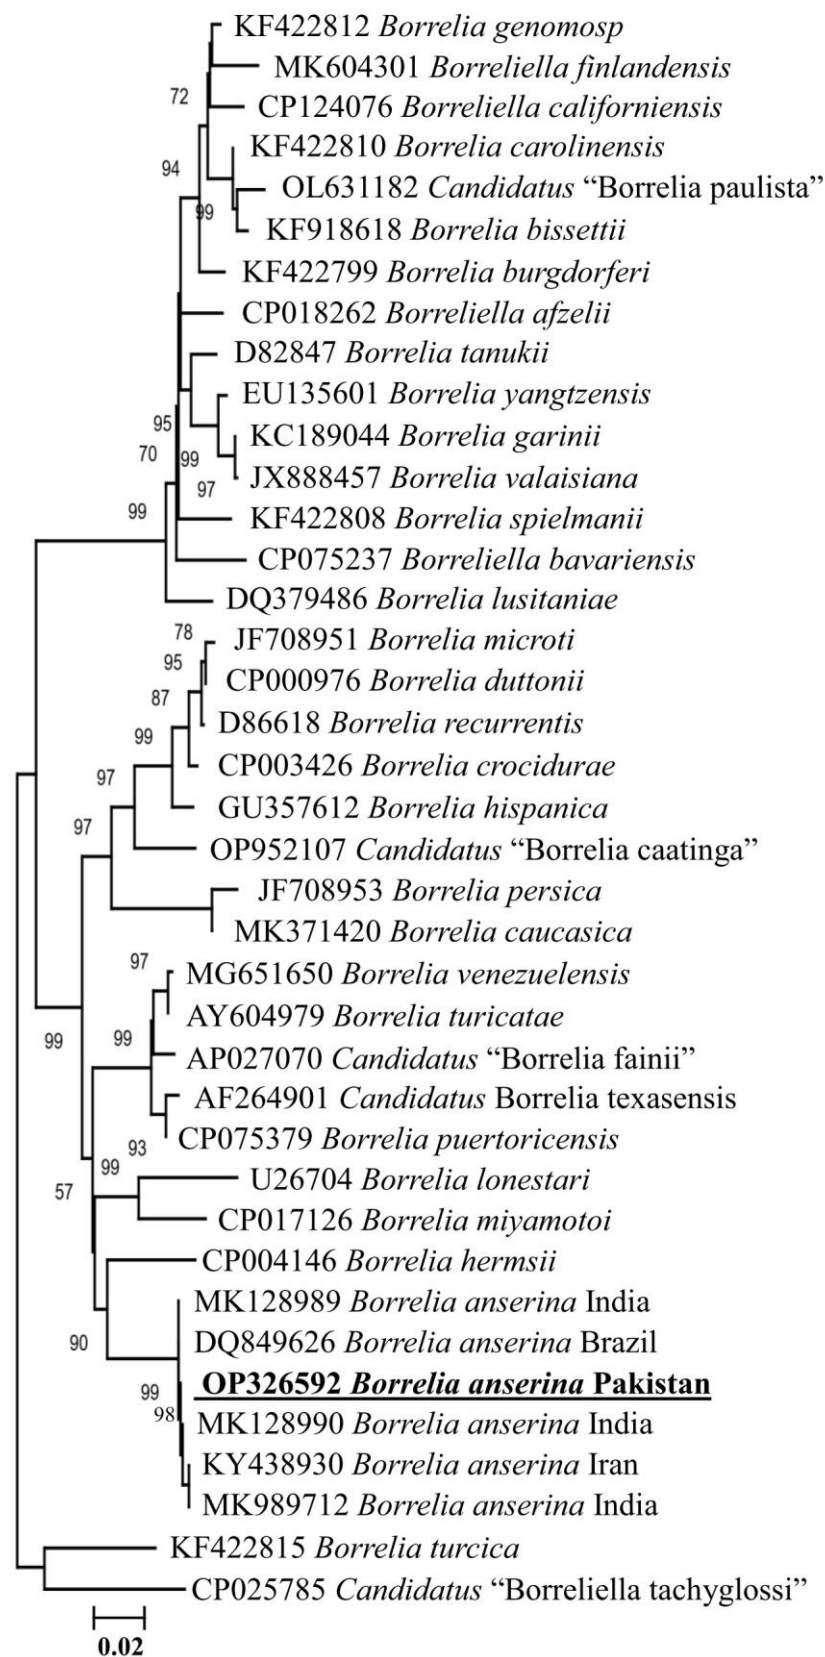 KF422812 Borrelia genomosp
MK604301 Borreliella finlandensis
72
CP124076 Borreliella californiensis
KF422810 Borrelia carolinensis
94
OL631182 Candidatus “Borrelia paulista”
99
KF918618 Borrelia bissettii
KF422799 Borrelia burgdorferi
CP018262 Borreliella afzelii
D82847 Borrelia tanukii
EU135601 Borrelia yangtzensis
95
KC189044 Borrelia garinii
70
99
JX888457 Borrelia valaisiana
97
99
KF422808 Borrelia spielmanii
CP075237 Borreliella bavariensis
DQ379486 Borrelia lusitaniae
78
JF708951 Borrelia microti
95
CP000976 Borrelia duttonii
87
D86618 Borrelia recurrentis
99
CP003426 Borrelia crocidurae
97
GU357612 Borrelia hispanica
97
OP952107 Candidatus “Borrelia caatinga”
JF708953 Borrelia persica
MK371420 Borrelia caucasica
97
MG651650 Borrelia venezuelensis
AY604979 Borrelia turicatae
99
99
AP027070 Candidatus “Borrelia fainii”
AF264901 Candidatus Borrelia texasensis
93
CP075379 Borrelia puertoricensis
99
U26704 Borrelia lonestari
57
CP017126 Borrelia miyamotoi
CP004146 Borrelia hermsii
MK128989 Borrelia anserina India
90
DQ849626 Borrelia anserina Brazil
OP326592 Borrelia anserina Pakistan
99
98
MK128990 Borrelia anserina India
KY438930 Borrelia anserina Iran
MK989712 Borrelia anserina India
KF422815 Borrelia turcica
CP025785 Candidatus “Borreliella tachyglossi”
0.02